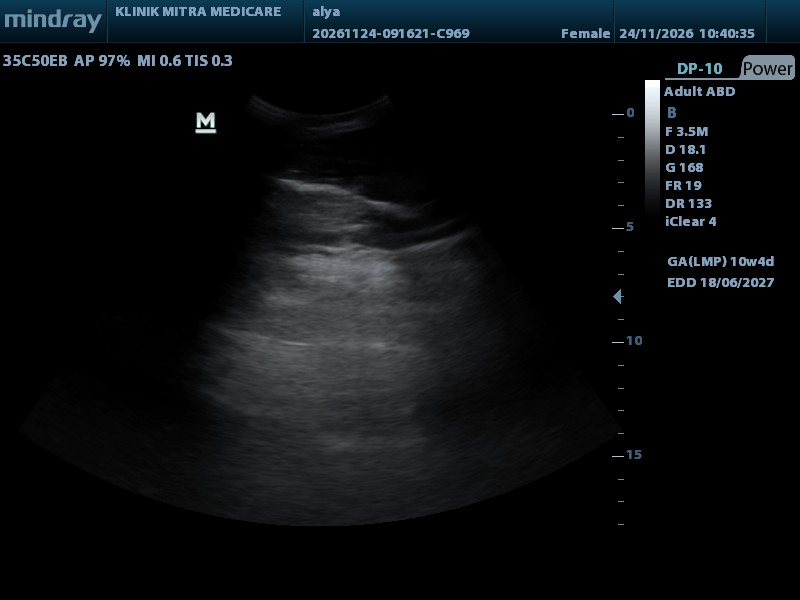 mindray
KLINIK MITRA MEDICARE
alya
20261124-091621-C969
Female
24/11/2026 10:40:35
35C50EB AP 97% MI 0.6 TIS 0.3
DP-10
Power
M
Adult ABD
B
F 3.5M
D 18.1
G 168
FR 19
DR 133
iClear 4
GA(LMP) 10w4d
EDD 18/06/2027
0
5
10
15